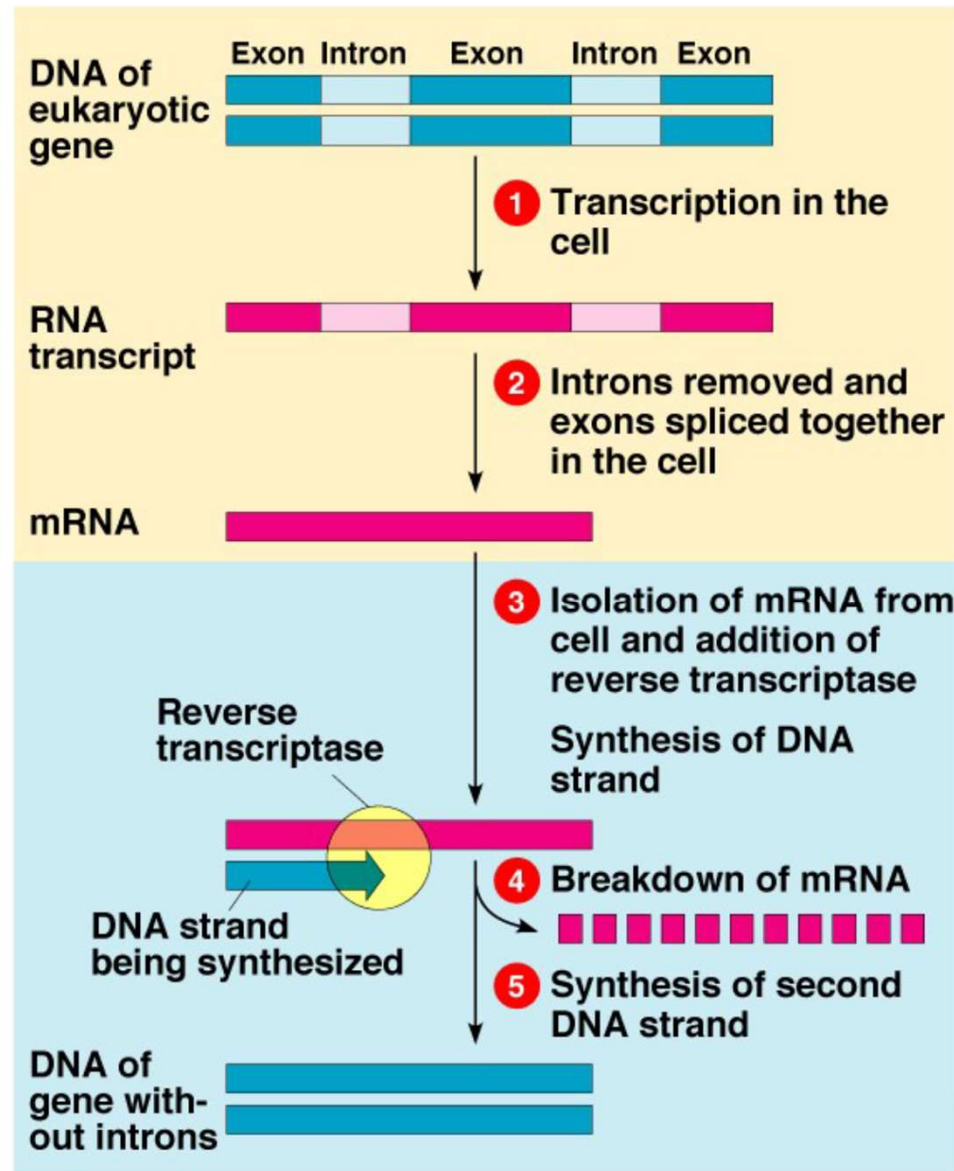 Exon Intron Exon Intron Exon
DNA of
eukaryotic
gene
1 Transcription in the
cell
RNA
transcript
2 Introns removed and
exons spliced together
in the cell
mRNA
3 Isolation of mRNA from
cell and addition of
reverse transcriptase
Reverse
transcriptase
Synthesis of DNA
strand
4 Breakdown of mRNA
DNA strand
being synthesized
5 Synthesis of second
DNA strand
DNA of
gene with-
out introns